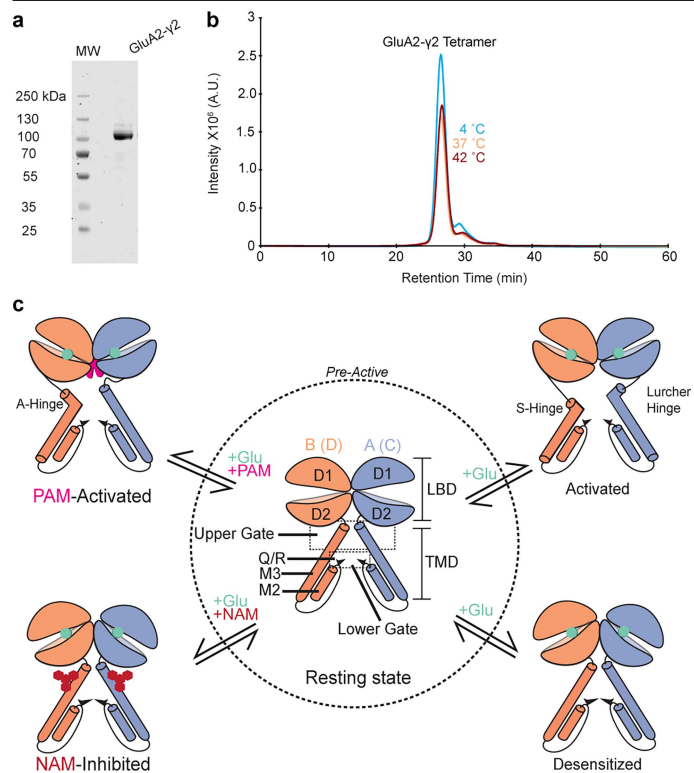 a
MW
GluA2-γ2
250 kDa
130
100
70
55
35
25
b
GluA2-γ2 Tetramer
Intensity X10⁶ (A.U.)
3
2.5
2
1.5
1.0
0.5
0
4 ˚C
37 ˚C
42 ˚C
0
10
20
30
40
50
60
Retention Time (min)
c
A-Hinge
PAM-Activated
+Glu
+PAM
Pre-Active
B (D)
A (C)
D1
D1
D2
D2
LBD
TMD
Upper Gate
Q/R
M3
M2
Lower Gate
Resting state
S-Hinge
Lurcher
Hinge
+Glu
Activated
+Glu
+NAM
NAM-Inhibited
+Glu
Desensitized